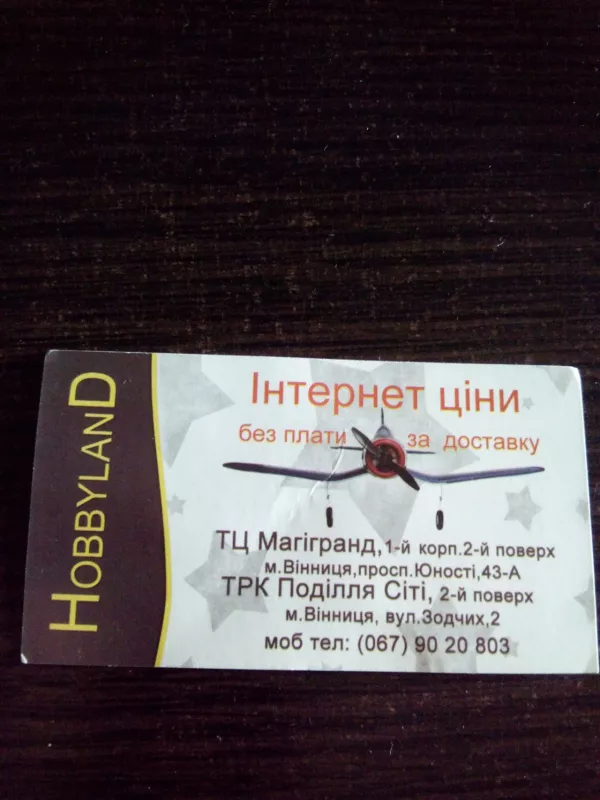 HOBBYLAND
Інтернет ціни
без плати за доставку
ТЦ Магігранд,1-й корп.2-й поверх
м.Вінниця,просп.Юності,43-А
ТРК Поділля Сіті, 2-й поверх
м.Вінниця, вул.Зодчих,2
моб тел: (067) 90 20 803